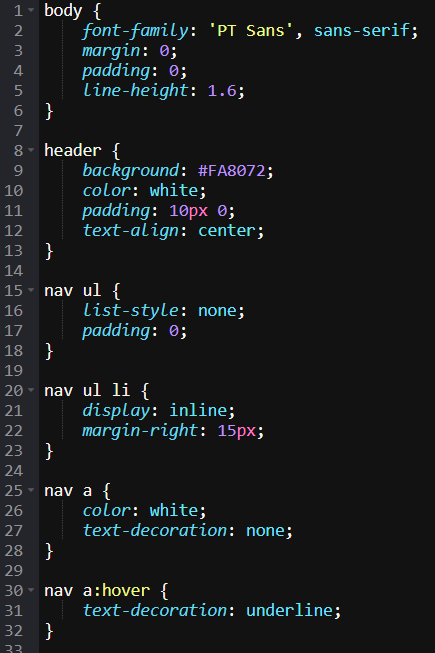 1 body {
2     font-family: 'PT Sans', sans-serif;
3     margin: 0;
4     padding: 0;
5     line-height: 1.6;
6 }
7
8 header {
9     background: #FA8072;
10     color: white;
11     padding: 10px 0;
12     text-align: center;
13 }
14
15 nav ul {
16     list-style: none;
17     padding: 0;
18 }
19
20 nav ul li {
21     display: inline;
22     margin-right: 15px;
23 }
24
25 nav a {
26     color: white;
27     text-decoration: none;
28 }
29
30 nav a:hover {
31     text-decoration: underline;
32 }
33